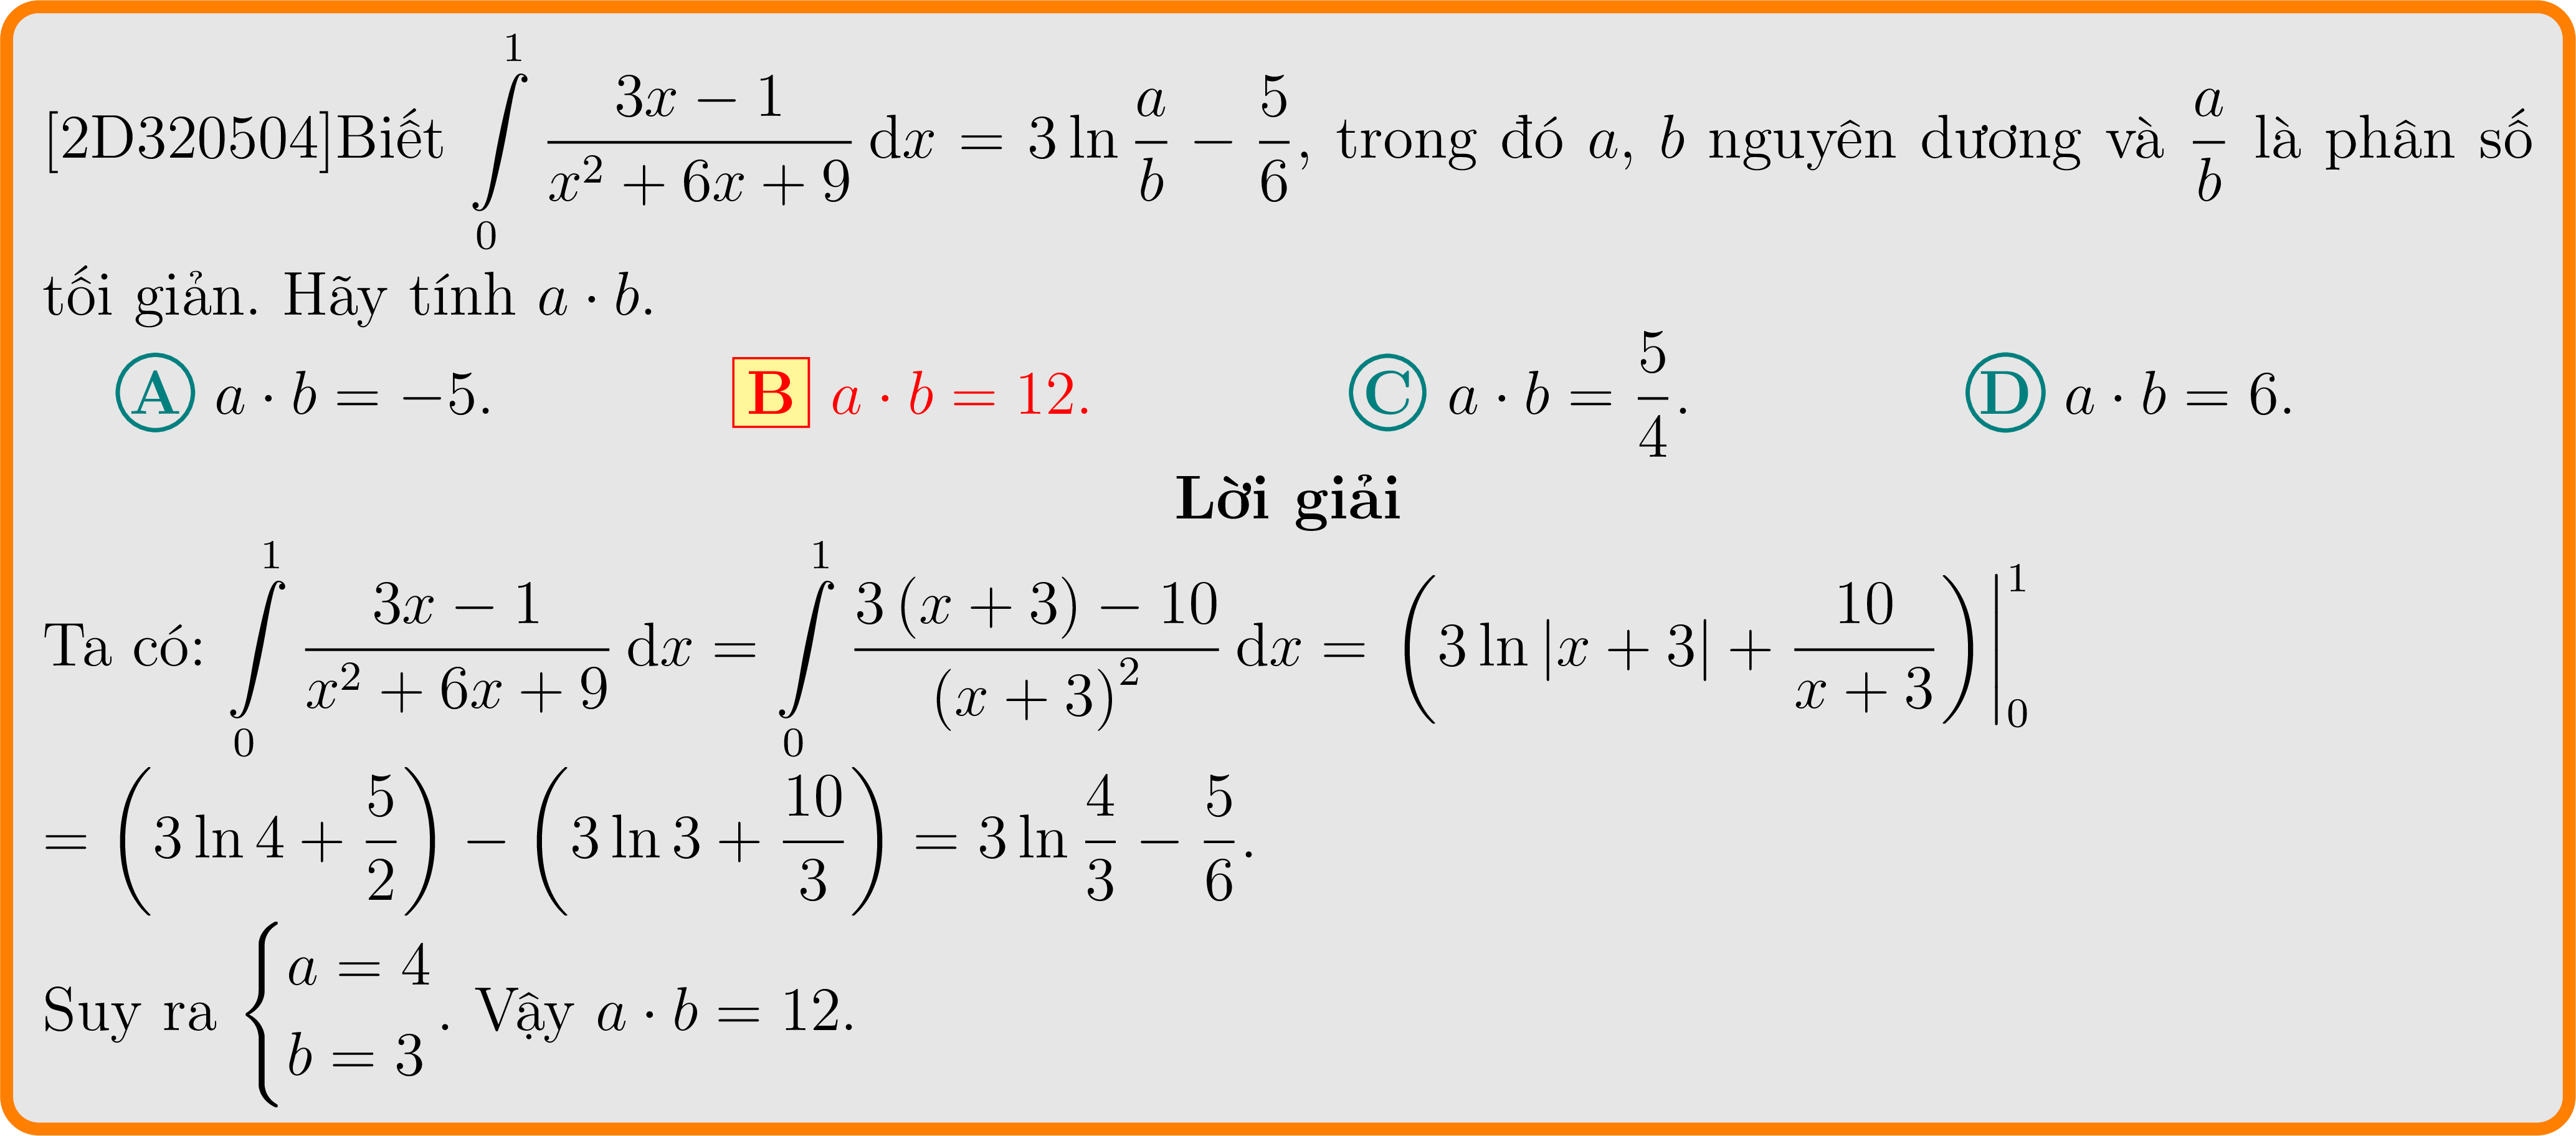 [2D320504]Biết $\int\limits_0^1 \frac{3x-1}{x^2+6x+9}\,\mathrm{d}x = 3\ln\frac{a}{b} - \frac{5}{6}$, trong đó $a$, $b$ nguyên dương và $\frac{a}{b}$ là phân số
tối giản. Hãy tính $a \cdot b$.
A $a \cdot b = -5$. B $a \cdot b = 12$. C $a \cdot b = \frac{5}{4}$. D $a \cdot b = 6$.
Lời giải
Ta có: $\int\limits_0^1 \frac{3x-1}{x^2+6x+9}\,\mathrm{d}x = \int\limits_0^1 \frac{3(x+3)-10}{(x+3)^2}\,\mathrm{d}x = \left(3\ln|x+3| + \frac{10}{x+3}\right)\Big|_0^1$
$= \left(3\ln 4 + \frac{5}{2}\right) - \left(3\ln 3 + \frac{10}{3}\right) = 3\ln\frac{4}{3} - \frac{5}{6}$.
Suy ra $\begin{cases} a = 4 \\ b = 3 \end{cases}$. Vậy $a \cdot b = 12$.